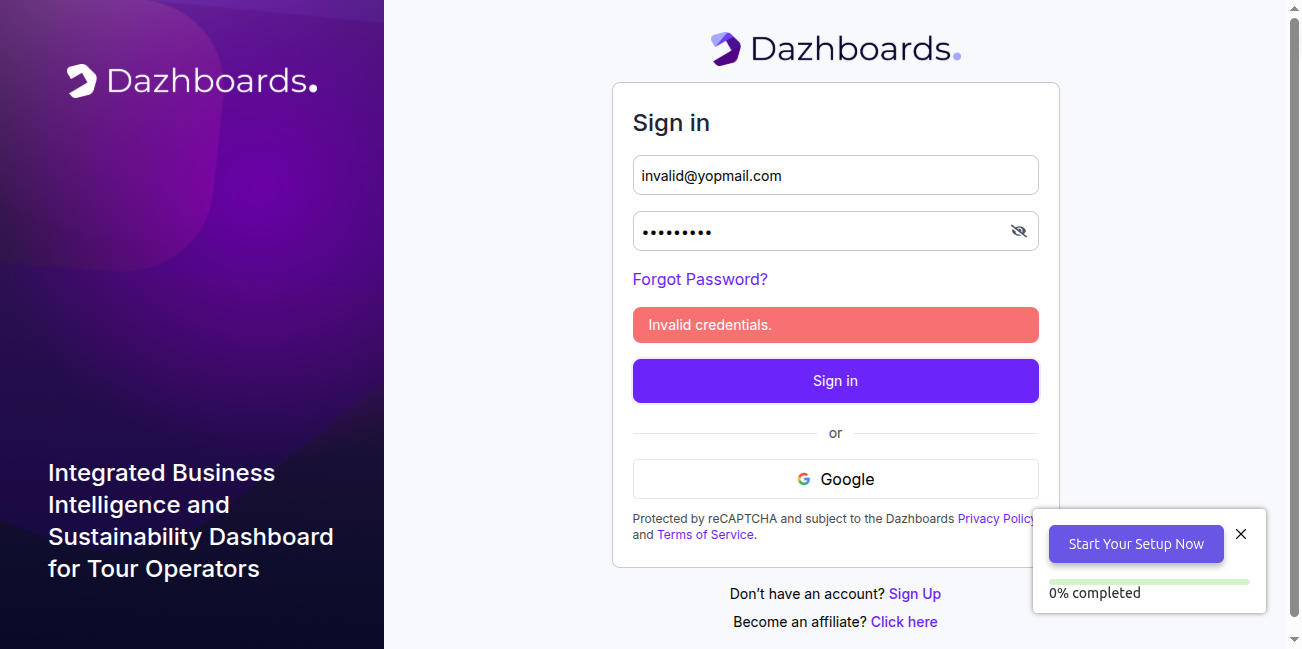 Dazhboards.
Integrated Business
Intelligence and
Sustainability Dashboard
for Tour Operators
Dazhboards.
Sign in
invalid@yopmail.com
•••••••••
Forgot Password?
Invalid credentials.
Sign in
or
Google
Protected by reCAPTCHA and subject to the Dazhboards Privacy Policy
and Terms of Service.
Don’t have an account? Sign Up
Become an affiliate? Click here
Start Your Setup Now
0% completed